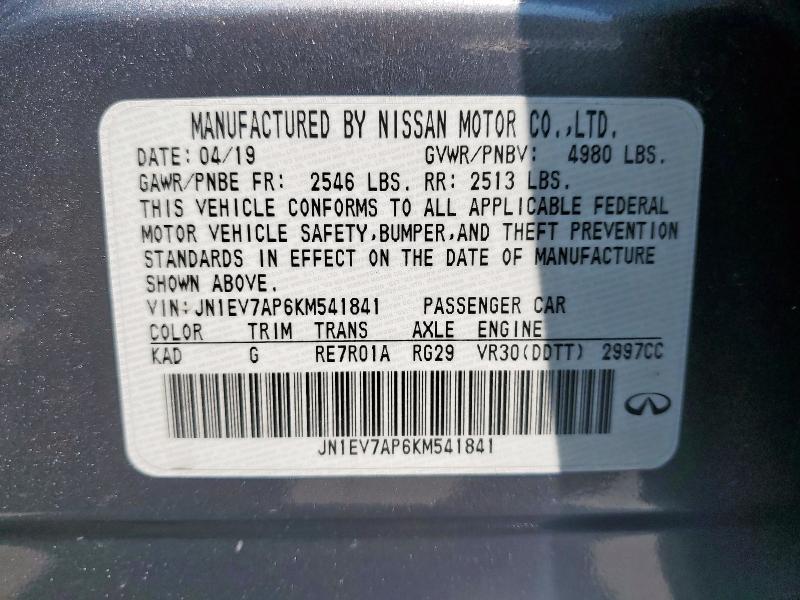 MANUFACTURED BY NISSAN MOTOR CO.,LTD.
DATE: 04/19 GVWR/PNBV: 4980 LBS.
GAWR/PNBE FR: 2546 LBS. RR: 2513 LBS.
THIS VEHICLE CONFORMS TO ALL APPLICABLE FEDERAL
MOTOR VEHICLE SAFETY,BUMPER,AND THEFT PREVENTION
STANDARDS IN EFFECT ON THE DATE OF MANUFACTURE
SHOWN ABOVE.
VIN:JN1EV7AP6KM541841 PASSENGER CAR
COLOR TRIM TRANS AXLE ENGINE
KAD G RE7R01A RG29 VR30(DDTT) 2997CC
JN1EV7AP6KM541841